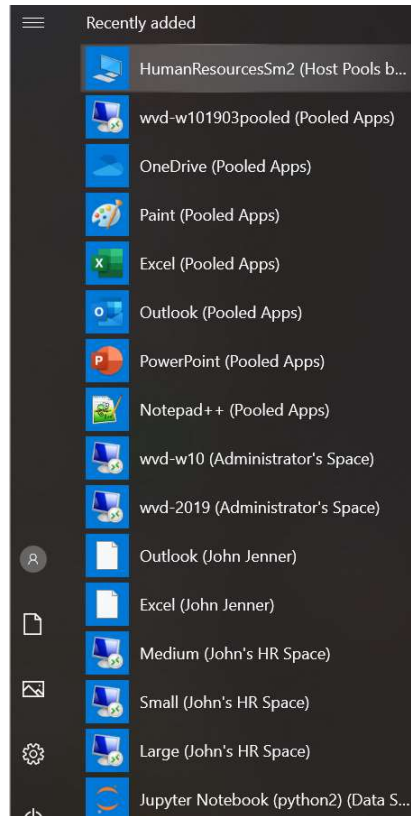 Recently added
HumanResourcesSm2 (Host Pools b...
wvd-w101903pooled (Pooled Apps)
OneDrive (Pooled Apps)
Paint (Pooled Apps)
Excel (Pooled Apps)
Outlook (Pooled Apps)
PowerPoint (Pooled Apps)
Notepad++ (Pooled Apps)
wvd-w10 (Administrator's Space)
wvd-2019 (Administrator's Space)
Outlook (John Jenner)
Excel (John Jenner)
Medium (John's HR Space)
Small (John's HR Space)
Large (John's HR Space)
Jupyter Notebook (python2) (Data S...